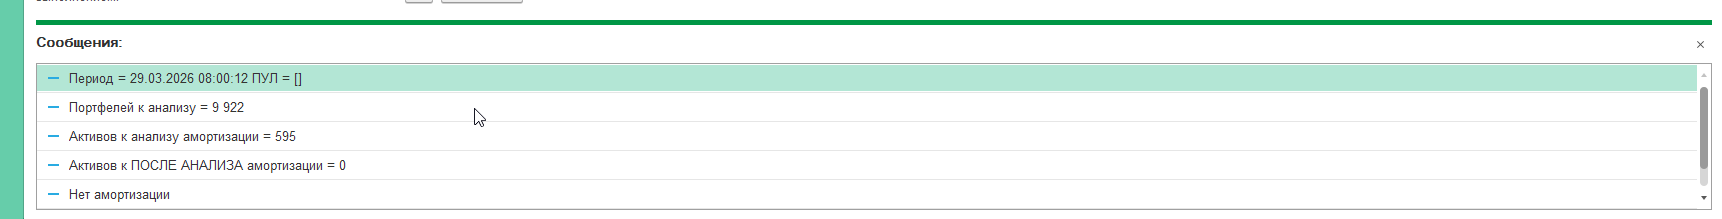 Сообщения:
Период = 29.03.2026 08:00:12 ПУЛ = []
Портфелей к анализу = 9 922
Активов к анализу амортизации = 595
Активов к ПОСЛЕ АНАЛИЗА амортизации = 0
Нет амортизации